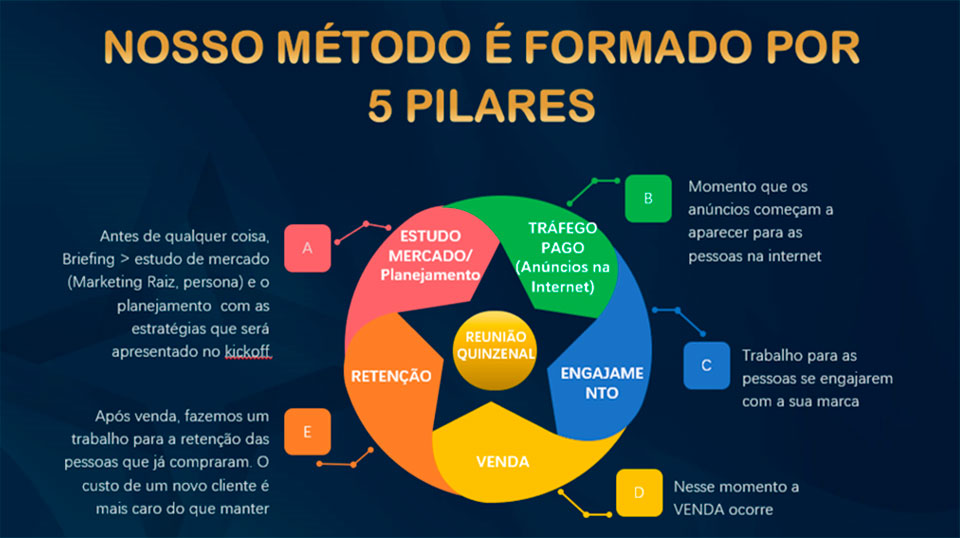 NOSSO MÉTODO É FORMADO POR
5 PILARES
A
Antes de qualquer coisa,
Briefing > estudo de mercado
(Marketing Raiz, persona) e o
planejamento com as
estratégias que será
apresentado no kickoff
B
Momento que os
anúncios começam a
aparecer para as
pessoas na internet
ESTUDO
MERCADO/
Planejamento
TRÁFEGO
PAGO
(Anúncios na
Internet)
REUNIÃO
QUINZENAL
RETENÇÃO
ENGAJAME
NTO
VENDA
C
Trabalho para as
pessoas se engajarem
com a sua marca
E
Após venda, fazemos um
trabalho para a retenção das
pessoas que já compraram. O
custo de um novo cliente é
mais caro do que manter
D
Nesse momento a
VENDA ocorre